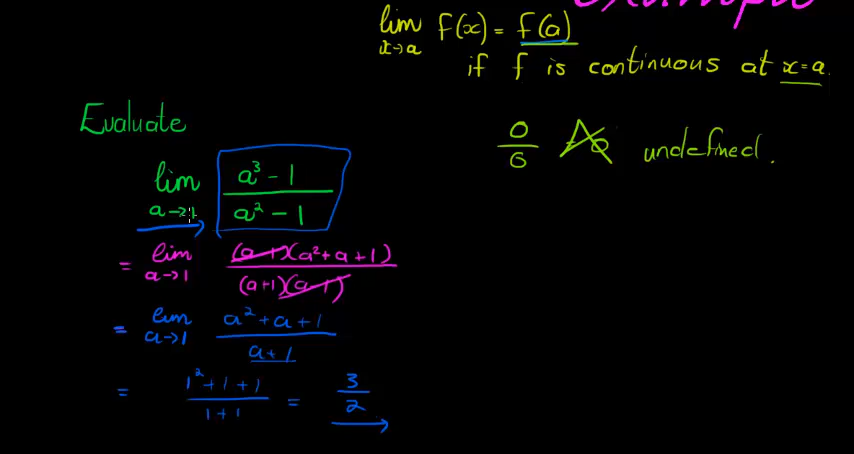 Example
lim f(x) = f(a)
x→a
if f is continuous at x=a.
Evaluate
0/0 undefined.
lim (a³ - 1)/(a² - 1)
a→1
= lim ((a-1)(a²+a+1))/((a+1)(a-1))
a→1
= lim (a²+a+1)/(a+1)
a→1
= (1²+1+1)/(1+1) = 3/2